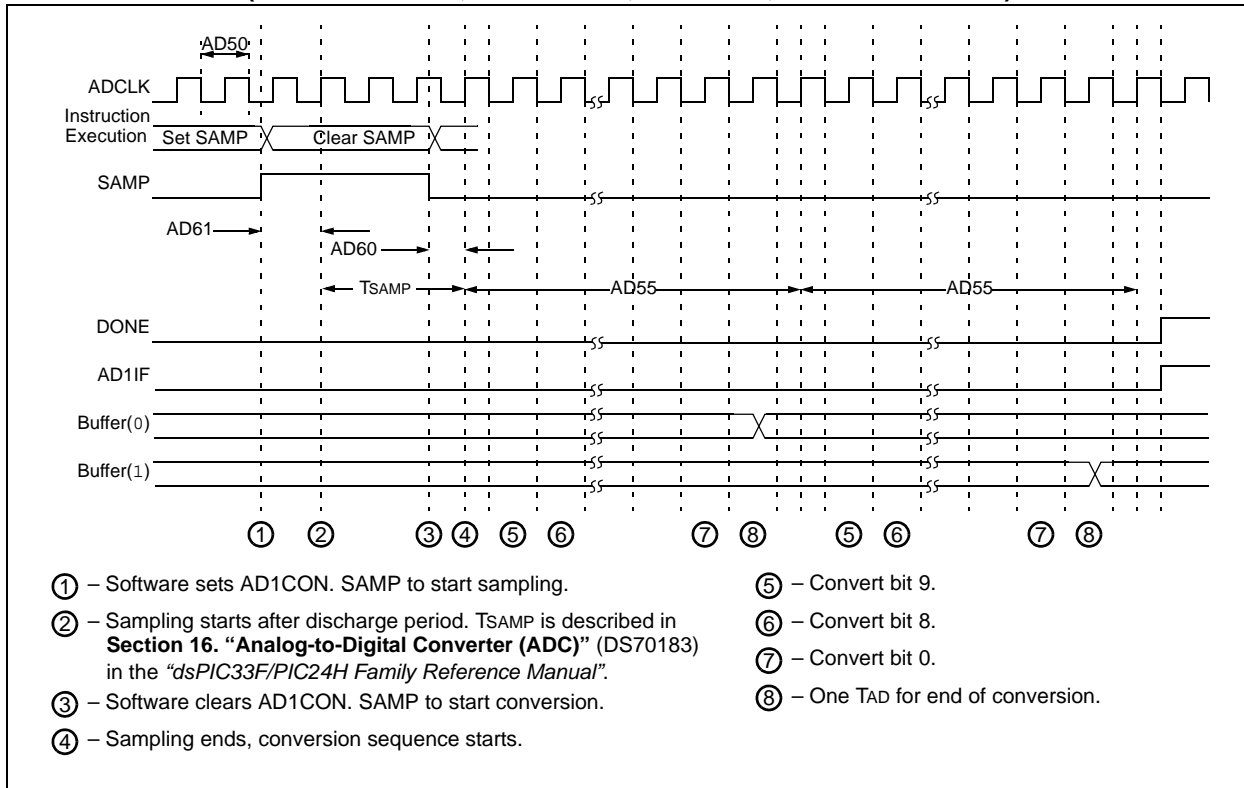 AD50
ADCLK
Instruction
Execution Set SAMP Clear SAMP
SAMP
AD61
AD60
TSAMP AD55 AD55
DONE
AD1IF
Buffer(0)
Buffer(1)
1 2 3 4 5 6 7 8 5 6 7 8
1 – Software sets AD1CON. SAMP to start sampling.
2 – Sampling starts after discharge period. TSAMP is described in
Section 16. “Analog-to-Digital Converter (ADC)” (DS70183)
in the “dsPIC33F/PIC24H Family Reference Manual”.
3 – Software clears AD1CON. SAMP to start conversion.
4 – Sampling ends, conversion sequence starts.
5 – Convert bit 9.
6 – Convert bit 8.
7 – Convert bit 0.
8 – One TAD for end of conversion.